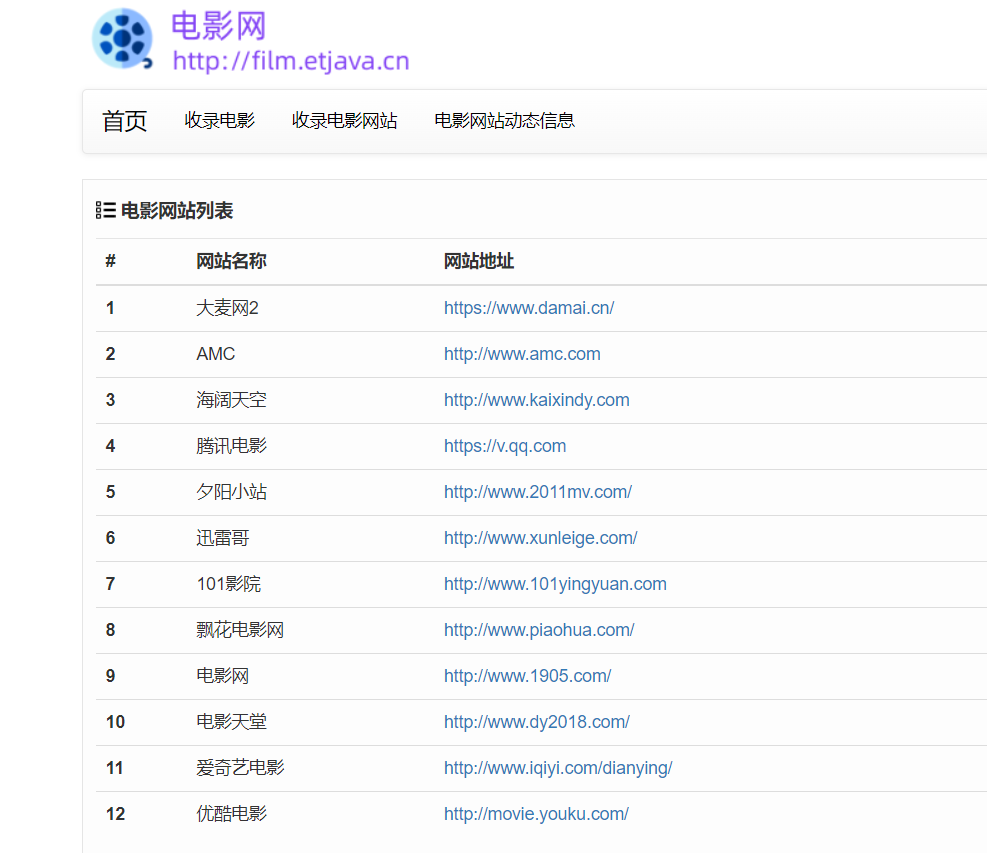 电影网
http://film.etjava.cn
首页 收录电影 收录电影网站 电影网站动态信息
电影网站列表
# 网站名称 网站地址
1 大麦网2 https://www.damai.cn/
2 AMC http://www.amc.com
3 海阔天空 http://www.kaixindy.com
4 腾讯电影 https://v.qq.com
5 夕阳小站 http://www.2011mv.com/
6 迅雷哥 http://www.xunleige.com/
7 101影院 http://www.101yingyuan.com
8 飘花电影网 http://www.piaohua.com/
9 电影网 http://www.1905.com/
10 电影天堂 http://www.dy2018.com/
11 爱奇艺电影 http://www.iqiyi.com/dianying/
12 优酷电影 http://movie.youku.com/